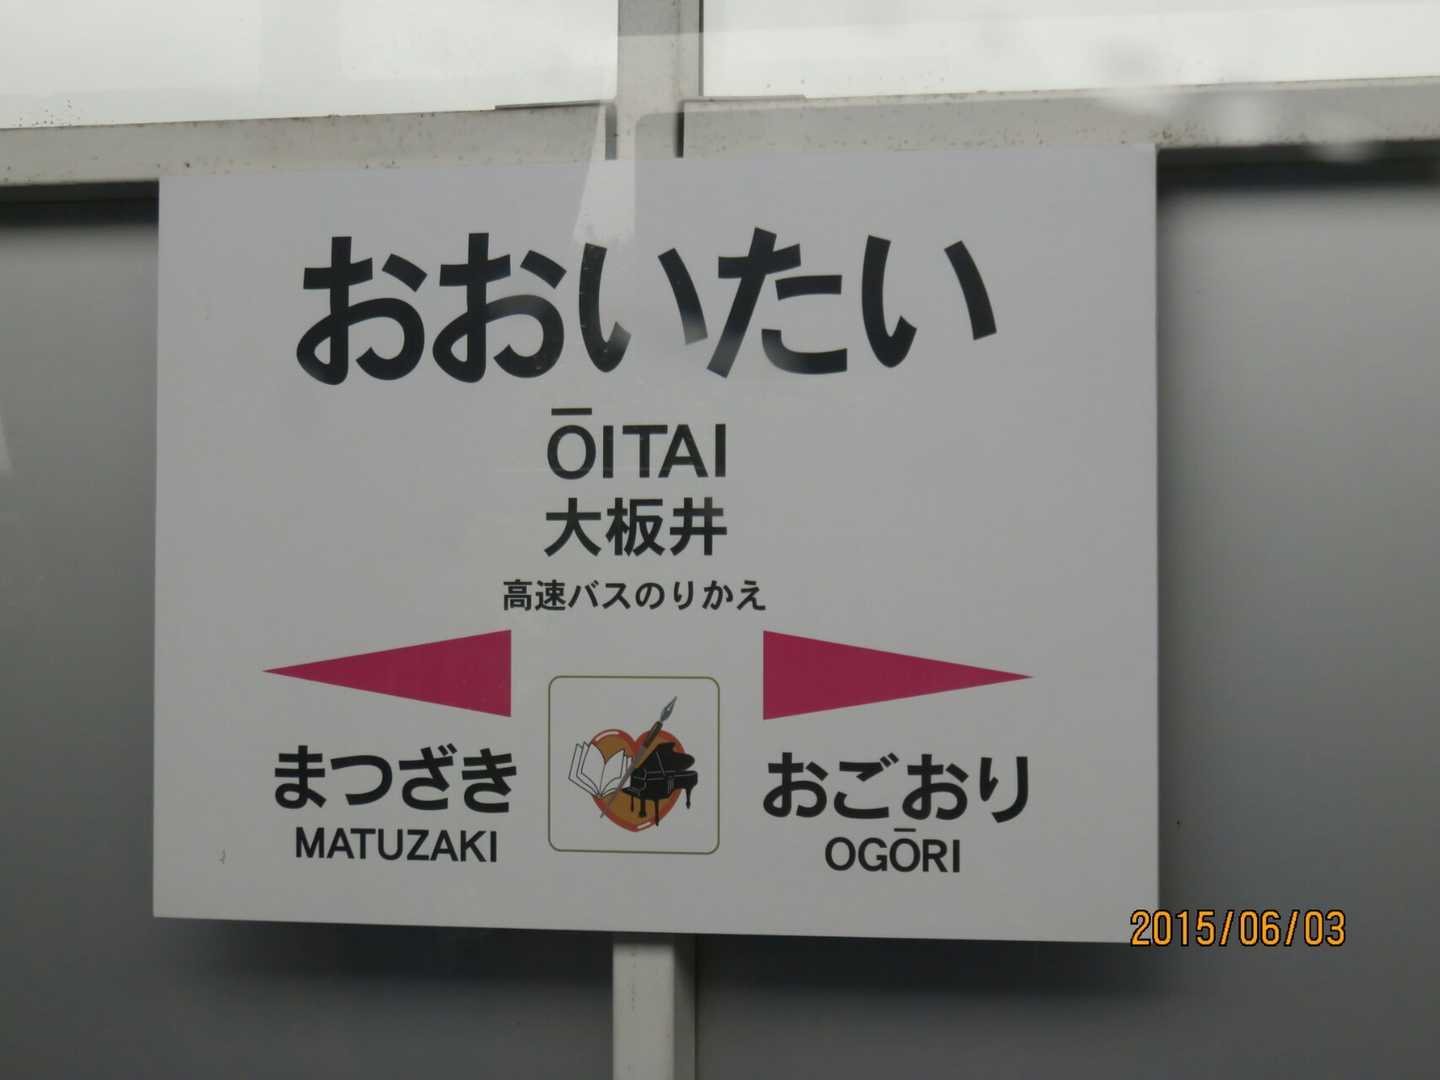 おおいたい
ŌITAI
大板井
高速バスのりかえ
まつざき
MATUZAKI
おごおり
OGŌRI
2015/06/03